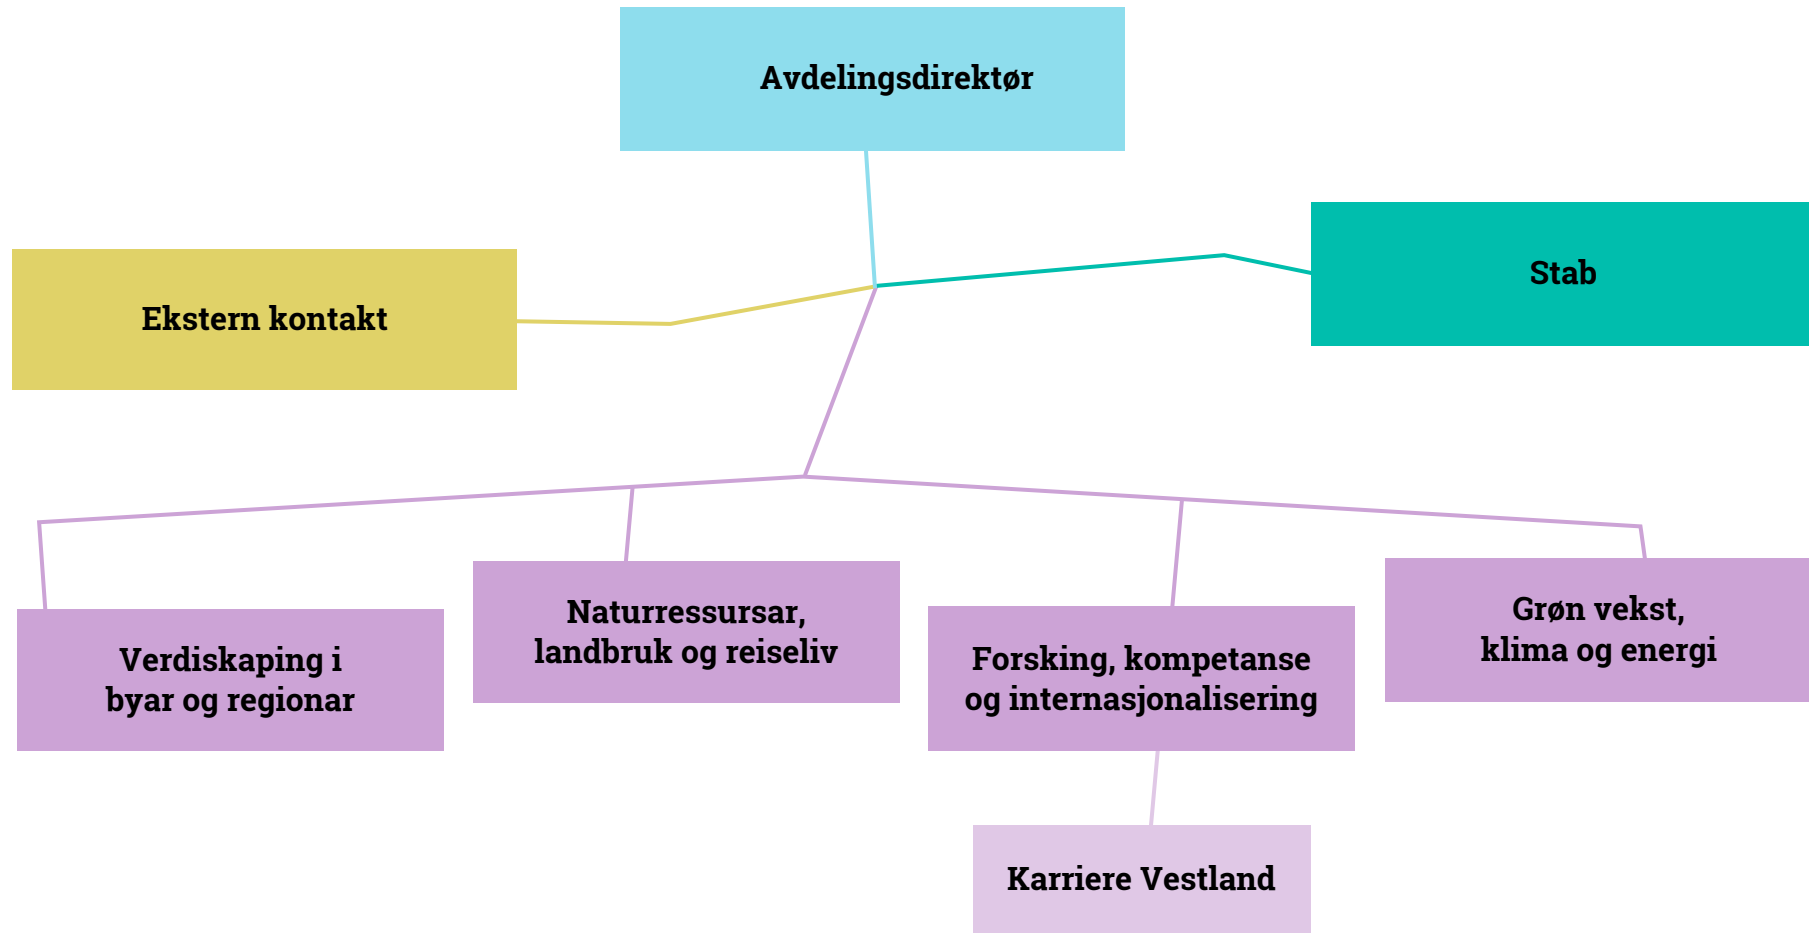 Avdelingsdirektør
Stab
Ekstern kontakt
Verdiskaping i
byar og regionar
Naturressursar,
landbruk og reiseliv
Forsking, kompetanse
og internasjonalisering
Grøn vekst,
klima og energi
Karriere Vestland